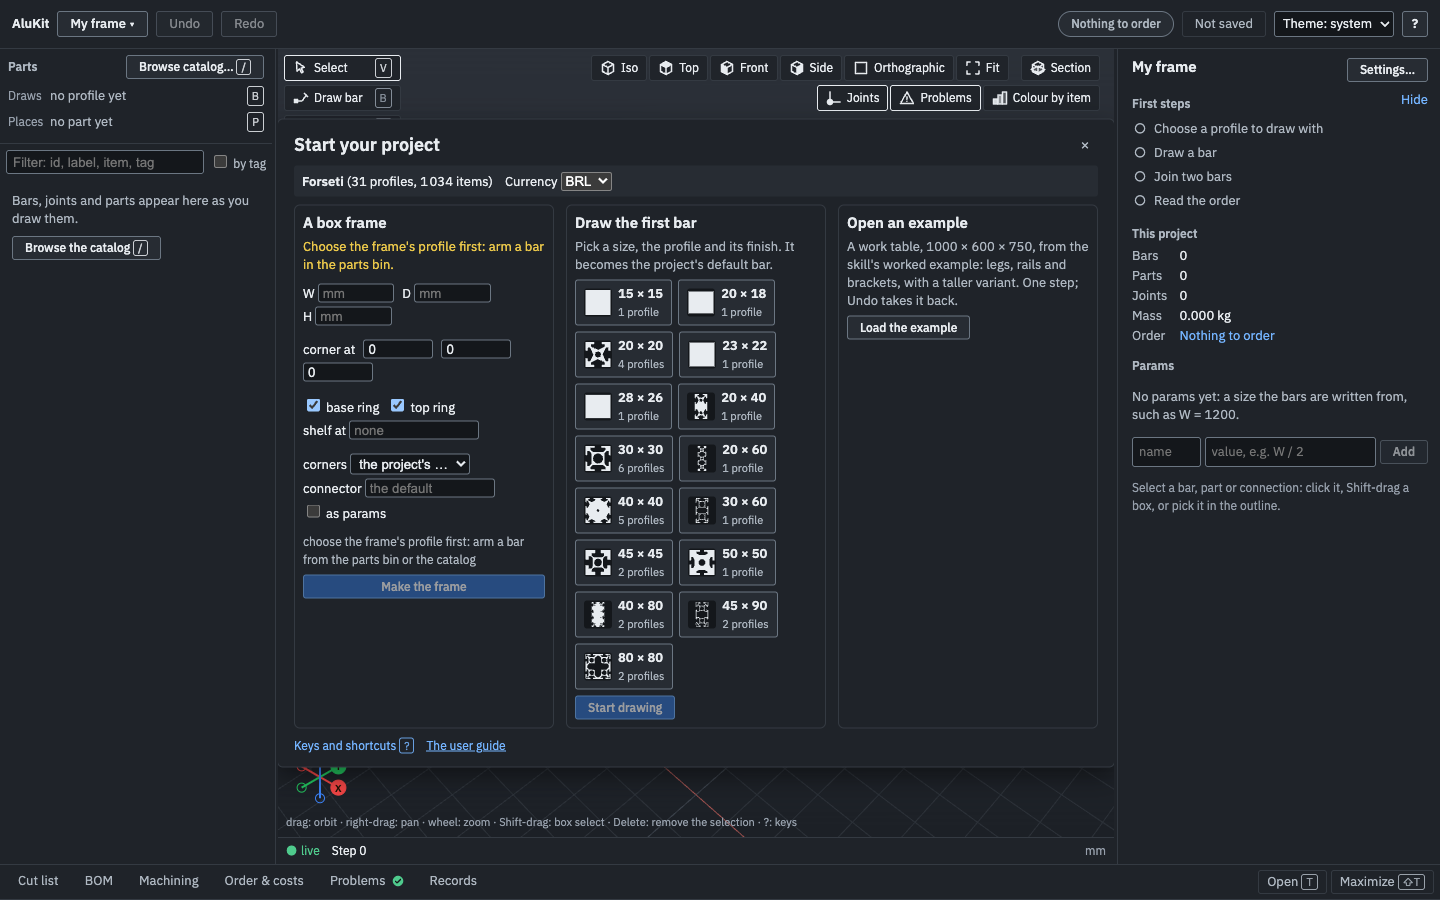 AluKit My frame ▾ Undo Redo Nothing to order Not saved Theme: system ?
Parts Browse catalog... /
Draws no profile yet B
Places no part yet P
Filter: id, label, item, tag by tag
Bars, joints and parts appear here as you
draw them.
Browse the catalog /
Select V
Draw bar B
Iso Top Front Side Orthographic Fit Section
Joints Problems Colour by item
Start your project ×
Forseti (31 profiles, 1 034 items) Currency BRL
A box frame
Choose the frame's profile first: arm a bar
in the parts bin.
W mm D mm
H mm
corner at 0 0
0
base ring top ring
shelf at none
corners the project's ...
connector the default
as params
choose the frame's profile first: arm a bar
from the parts bin or the catalog
Make the frame
Draw the first bar
Pick a size, the profile and its finish. It
becomes the project's default bar.
15 × 15
1 profile
20 × 18
1 profile
20 × 20
4 profiles
23 × 22
1 profile
28 × 26
1 profile
20 × 40
1 profile
30 × 30
6 profiles
20 × 60
1 profile
40 × 40
5 profiles
30 × 60
1 profile
45 × 45
2 profiles
50 × 50
1 profile
40 × 80
2 profiles
45 × 90
2 profiles
80 × 80
2 profiles
Start drawing
Open an example
A work table, 1000 × 600 × 750, from the
skill's worked example: legs, rails and
brackets, with a taller variant. One step;
Undo takes it back.
Load the example
Keys and shortcuts ? The user guide
X
drag: orbit · right-drag: pan · wheel: zoom · Shift-drag: box select · Delete: remove the selection · ?: keys
live Step 0 mm
My frame Settings...
First steps Hide
Choose a profile to draw with
Draw a bar
Join two bars
Read the order
This project
Bars 0
Parts 0
Joints 0
Mass 0.000 kg
Order Nothing to order
Params
No params yet: a size the bars are written from,
such as W = 1200.
name value, e.g. W / 2 Add
Select a bar, part or connection: click it, Shift-drag a
box, or pick it in the outline.
Cut list BOM Machining Order & costs Problems Records Open T Maximize ⇧T